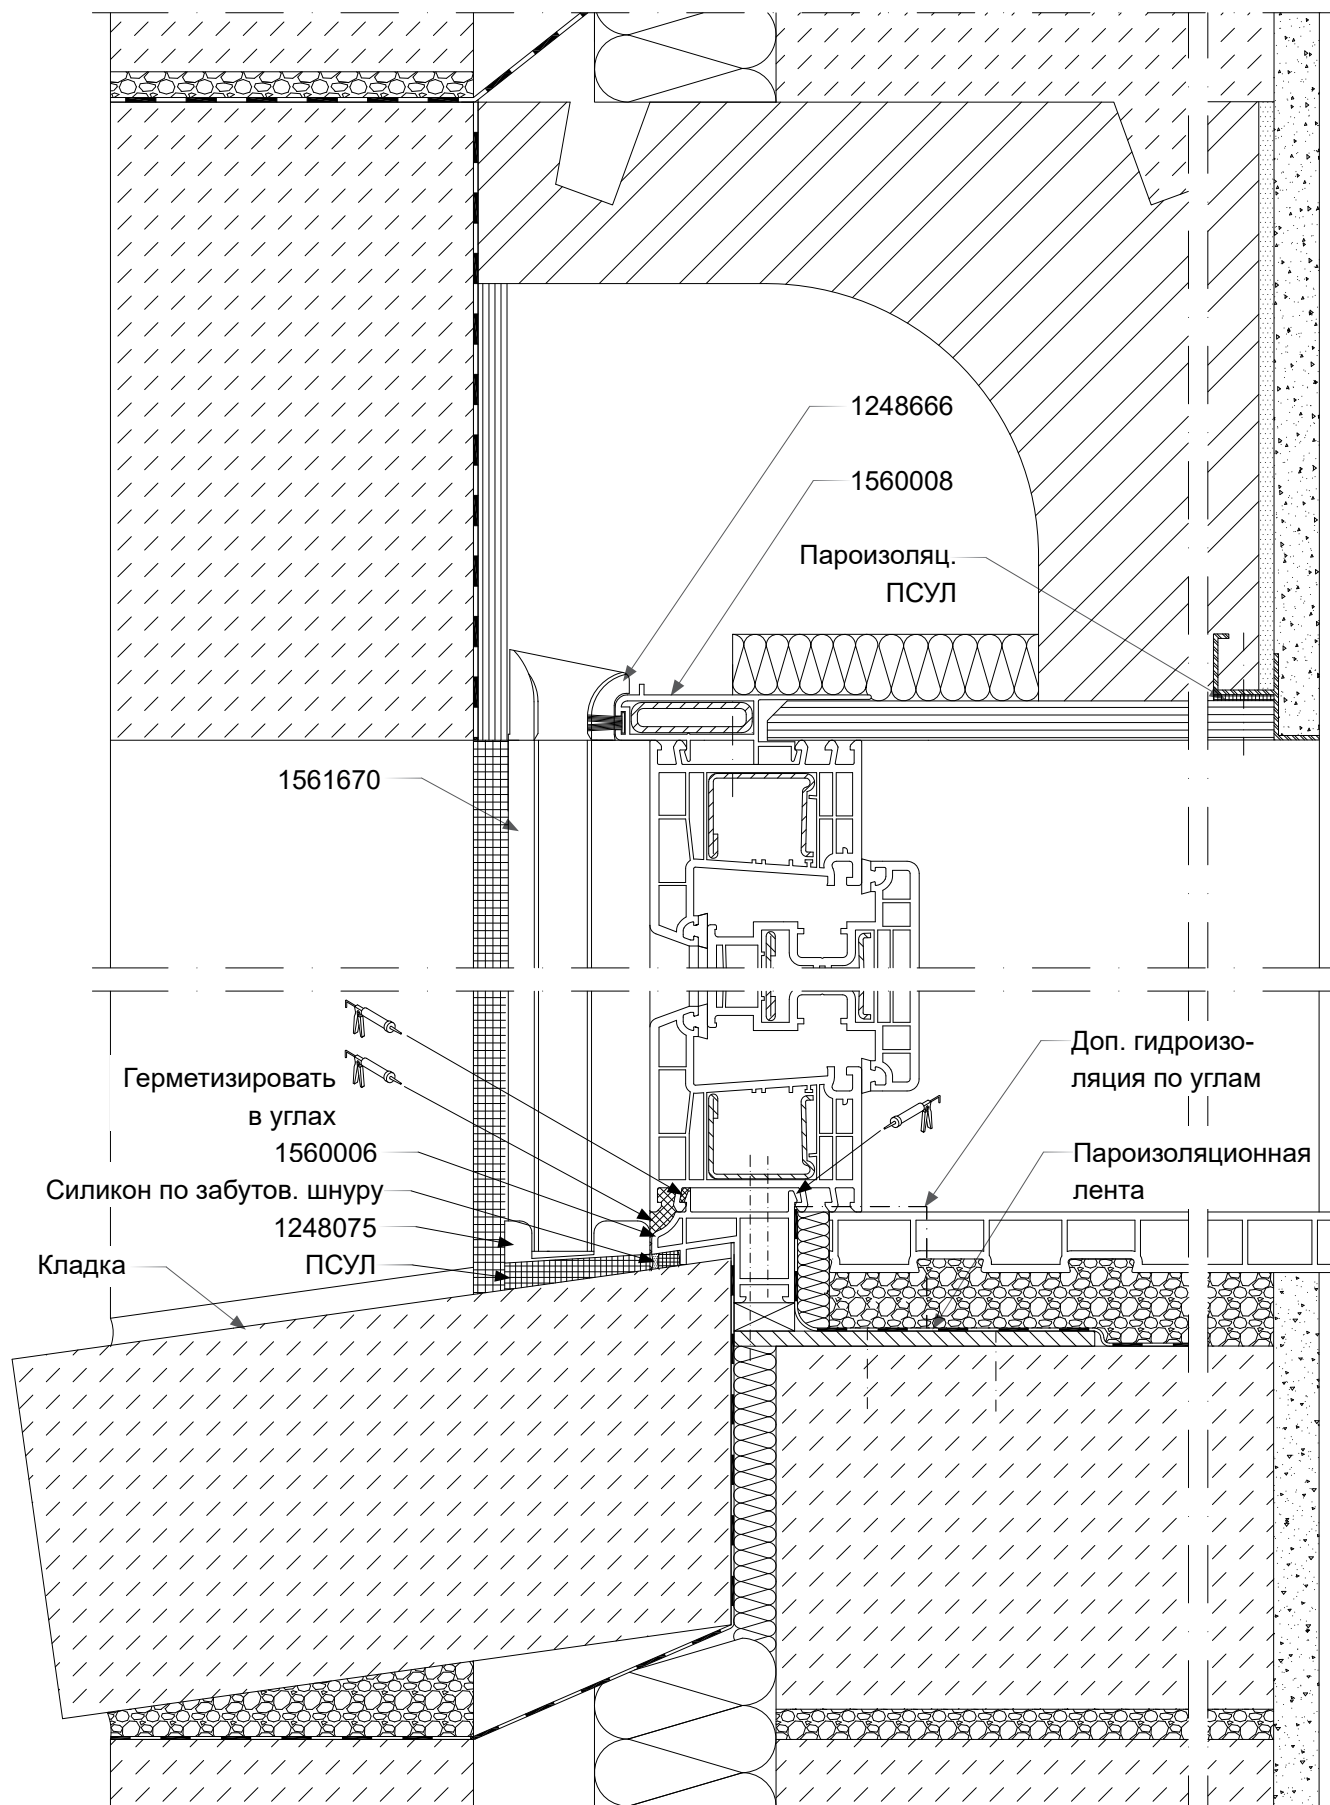 1248666
1560008
Пароизоляц.
ПСУЛ
1561670
Герметизировать
в углах
1560006
Силикон по забутов. шнуру
1248075
ПСУЛ
Кладка
Доп. гидроизо-
ляция по углам
Пароизоляционная
лента